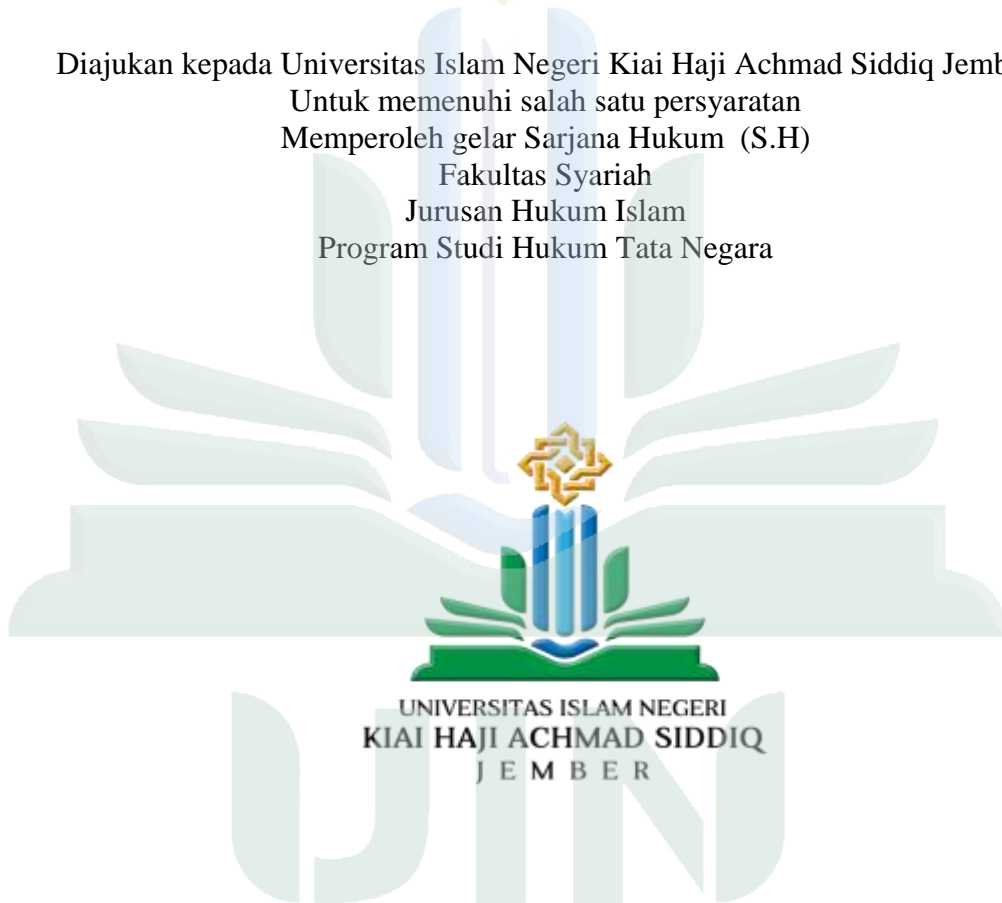 Diajukan kepada Universitas Islam Negeri Kiai Haji Achmad Siddiq Jemb
Untuk memenuhi salah satu persyaratan
Memperoleh gelar Sarjana Hukum (S.H)
Fakultas Syariah
Jurusan Hukum Islam
Program Studi Hukum Tata Negara
UNIVERSITAS ISLAM NEGERI
KIAI HAJI ACHMAD SIDDIQ
JEMBER
UIN